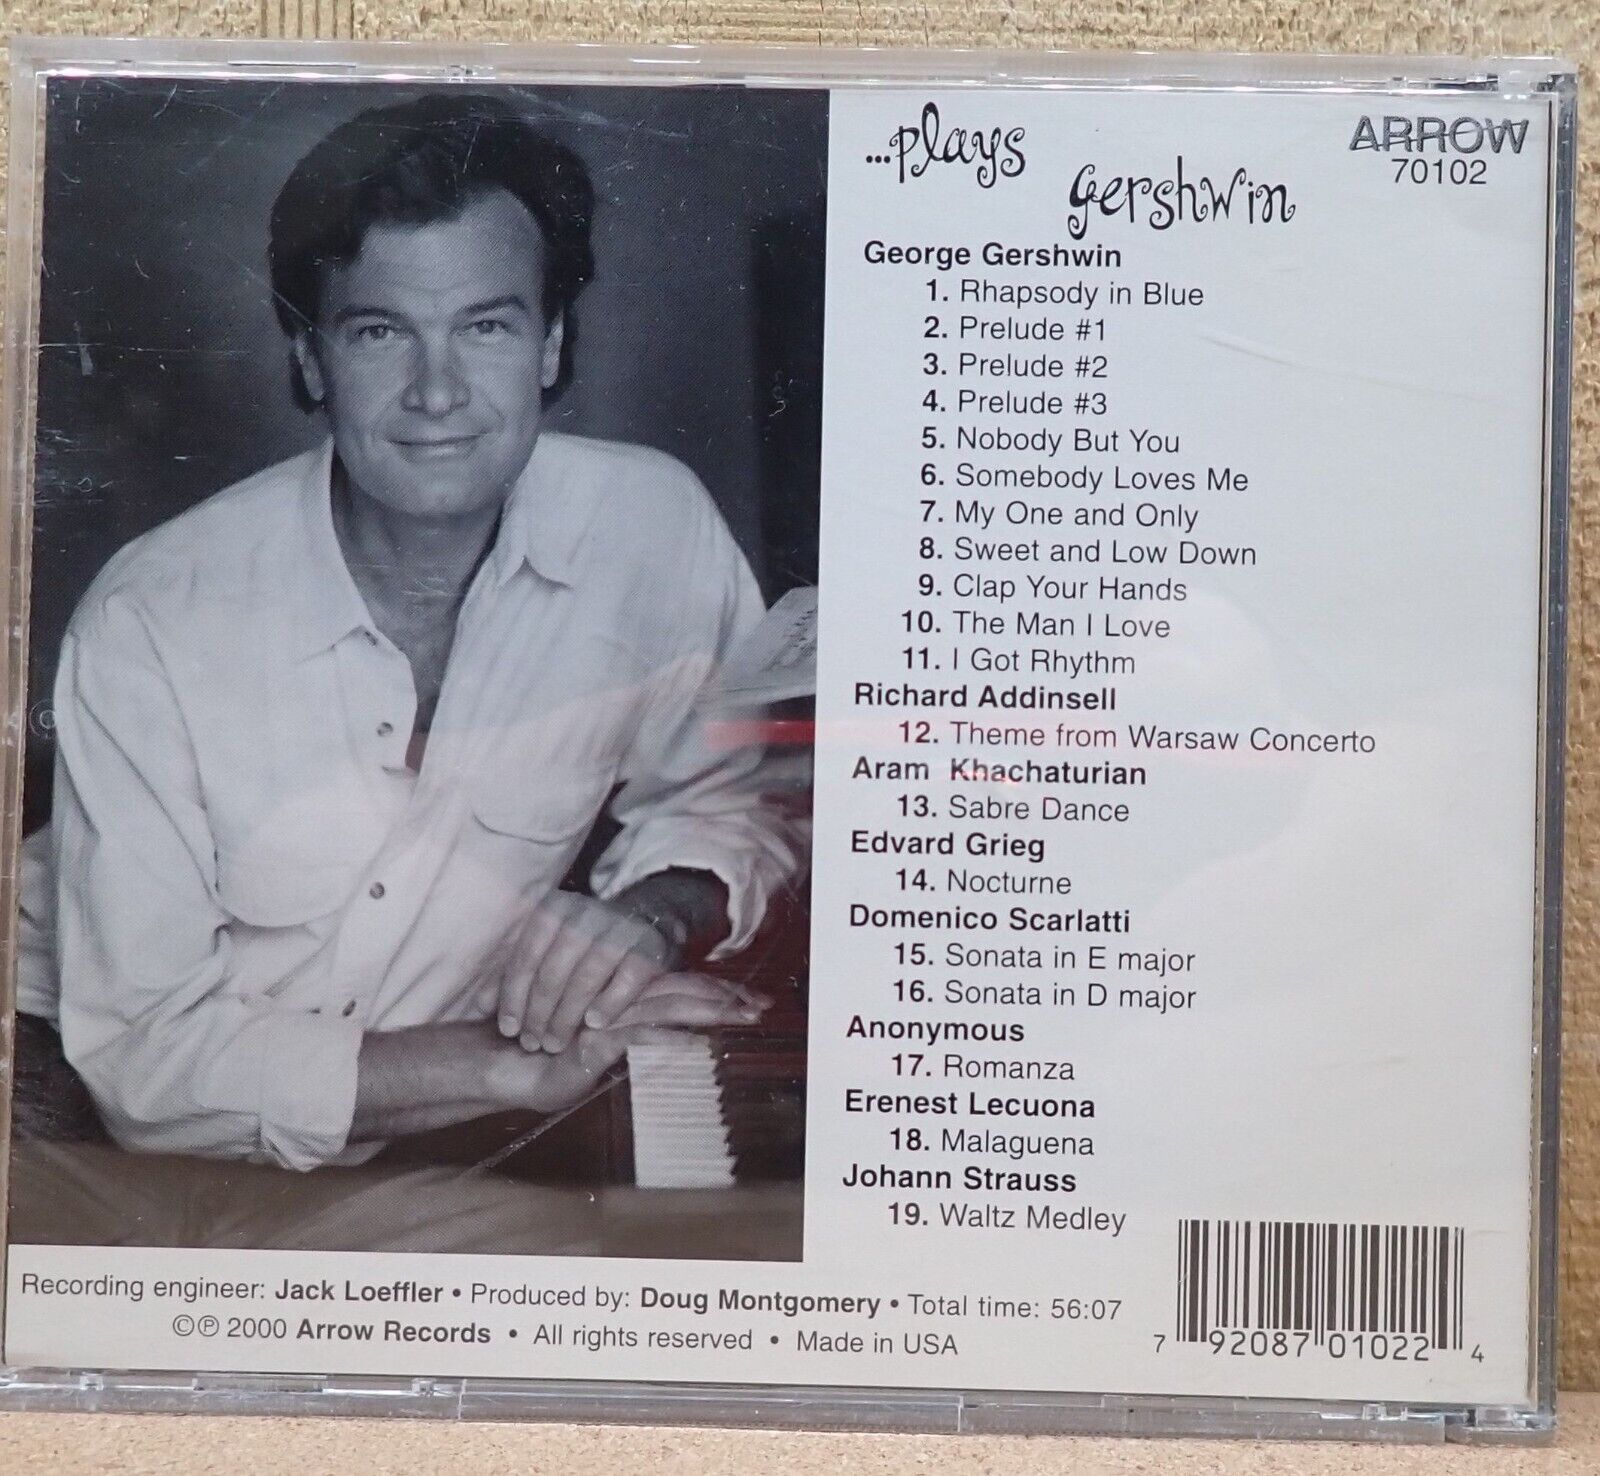 ...plays
Gershwin
ARROW
70102
George Gershwin
1. Rhapsody in Blue
2. Prelude #1
3. Prelude #2
4. Prelude #3
5. Nobody But You
6. Somebody Loves Me
7. My One and Only
8. Sweet and Low Down
9. Clap Your Hands
10. The Man I Love
11. I Got Rhythm
Richard Addinsell
12. Theme from Warsaw Concerto
Aram Khachaturian
13. Sabre Dance
Edvard Grieg
14. Nocturne
Domenico Scarlatti
15. Sonata in E major
16. Sonata in D major
Anonymous
17. Romanza
Erenest Lecuona
18. Malaguena
Johann Strauss
19. Waltz Medley
Recording engineer: Jack Loeffler • Produced by: Doug Montgomery • Total time: 56:07
©℗ 2000 Arrow Records • All rights reserved • Made in USA
7 92087 01022 4